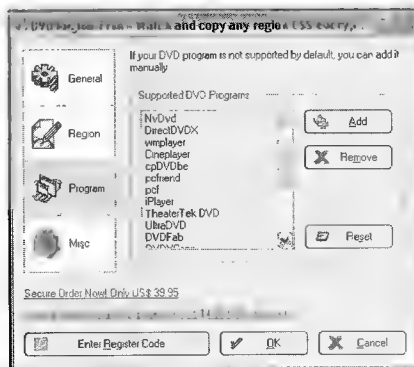 and copy any regio
If your DVD program is not supported by default, you can add it manually
General
Region
Program
Misc
Supported DVD Programs
NvDvd
DirectDVDX
wmplayer
Cineplayer
cpDVDbe
pcfriend
pcf
iPlayer
TheaterTek DVD
UltraDVD
DVDFab
Add
Remove
Reset
Secure Order Now! Only US$ 39.95
Enter Register Code
OK
Cancel